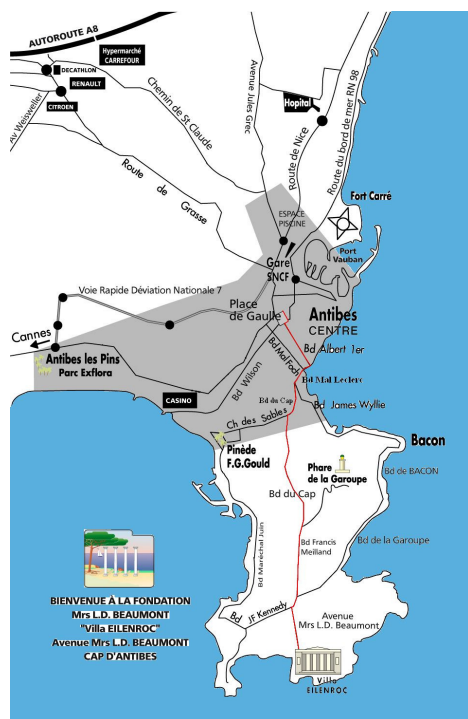 AUTOROUTE A8
Hypermarché
CARREFOUR
DECATHLON
RENAULT
CITROEN
Av Weisweller
Chemin de St Claude
Avenue Jules Grec
Hopital
Route de Nice
Route du bord de mer RN 98
Route de Grasse
Fort Carré
ESPACE
PISCINE
Port
Vauban
Gare
SNCF
Voie Rapide Déviation Nationale 7
Place
de Gaulle
Antibes
CENTRE
Cannes
Antibes les Pins
Parc Exflora
Bd Albert 1er
Bd Mal Foch
Bd Wilson
Bd Mal Leclerc
CASINO
Bd du Cap
Bd James Wyllie
Ch des Sables
Bacon
Pinède
F.G.Gould
Phare
de la Garoupe
Bd de BACON
Bd du Cap
Bd Maréchal Juin
Bd Francis
Meilland
Bd de la Garoupe
Bd JF Kennedy
Avenue
Mrs L.D. Beaumont
Villa
EILENROC
BIENVENUE À LA FONDATION
Mrs L.D. BEAUMONT
"Villa EILENROC"
Avenue Mrs L.D. BEAUMONT
CAP D'ANTIBES